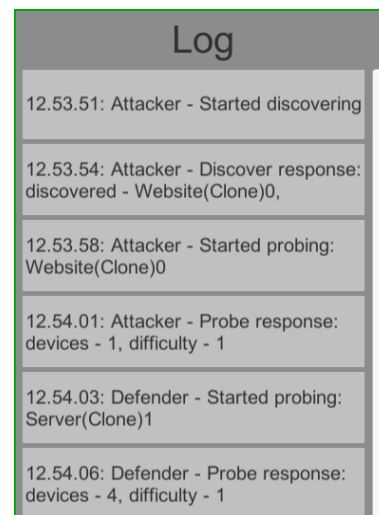 Log
12.53.51: Attacker - Started discovering
12.53.54: Attacker - Discover response:
discovered - Website(Clone)0,
12.53.58: Attacker - Started probing:
Website(Clone)0
12.54.01: Attacker - Probe response:
devices - 1, difficulty - 1
12.54.03: Defender - Started probing:
Server(Clone)1
12.54.06: Defender - Probe response:
devices - 4, difficulty - 1